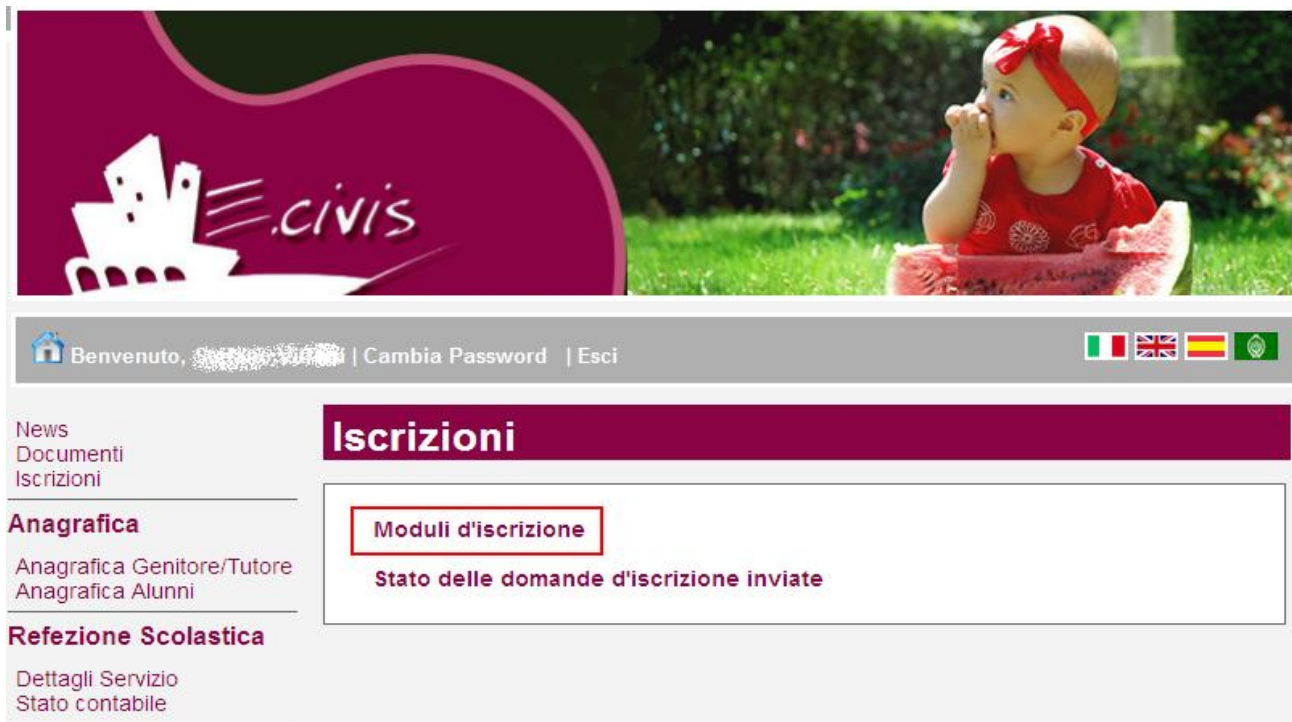 E.civis
Benvenuto, | Cambia Password | Esci
News
Documenti
Iscrizioni
Anagrafica
Anagrafica Genitore/Tutore
Anagrafica Alunni
Refezione Scolastica
Dettagli Servizio
Stato contabile
Iscrizioni
Moduli d'iscrizione
Stato delle domande d'iscrizione inviate